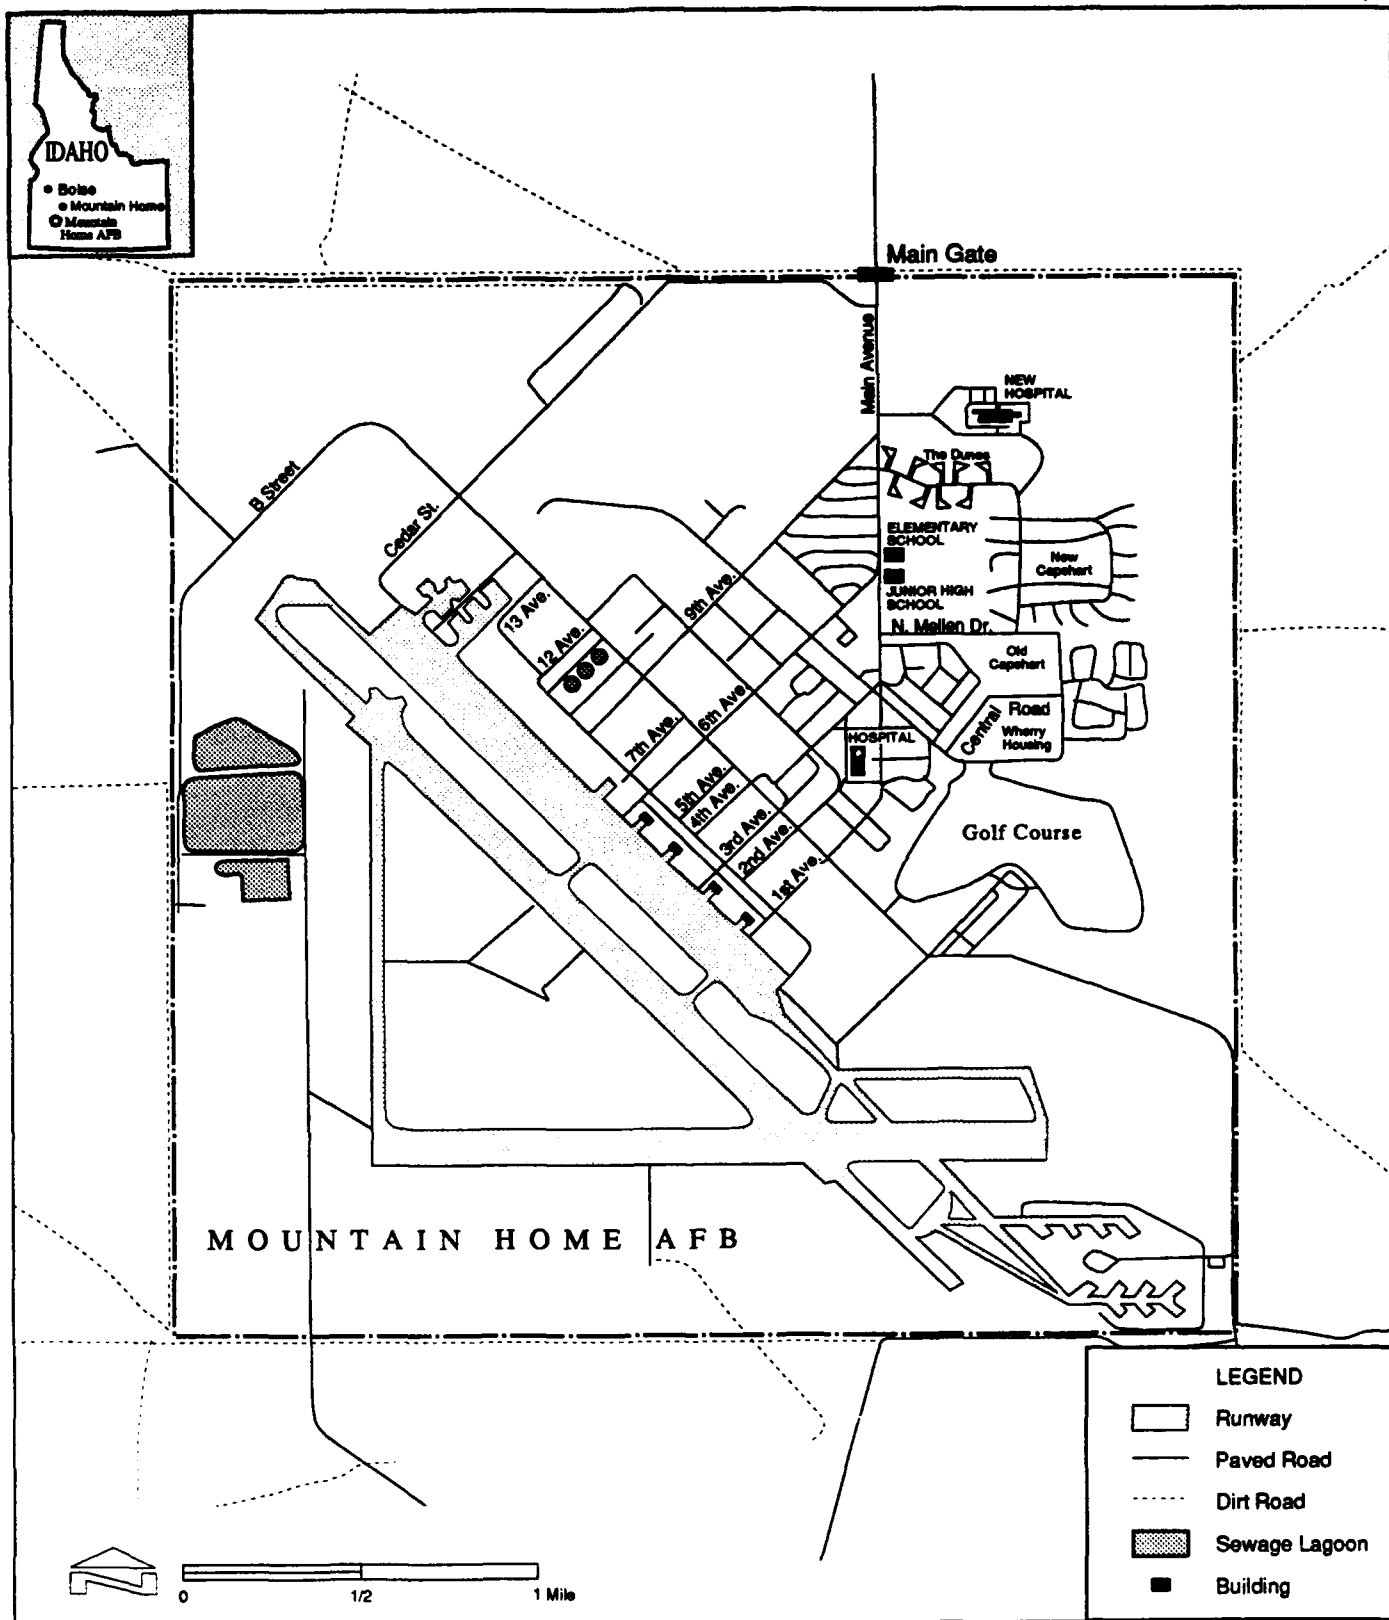 IDAHO
Boise
Mountain Home
Mountain
Home AFB
Main Gate
Main Avenue
NEW
HOSPITAL
The Dunes
B Street
Cedar St.
ELEMENTARY
SCHOOL
New
Capehart
JUNIOR HIGH
SCHOOL
N. Mellen Dr.
Old
Capehart
13 Ave.
12 Ave.
9th Ave.
7th Ave.
6th Ave.
5th Ave.
4th Ave.
3rd Ave.
2nd Ave.
1st Ave.
HOSPITAL
Central
Road
Wherry
Housing
Golf Course
MOUNTAIN HOME AFB
LEGEND
Runway
Paved Road
Dirt Road
Sewage Lagoon
Building
N
0
1/2
1 Mile